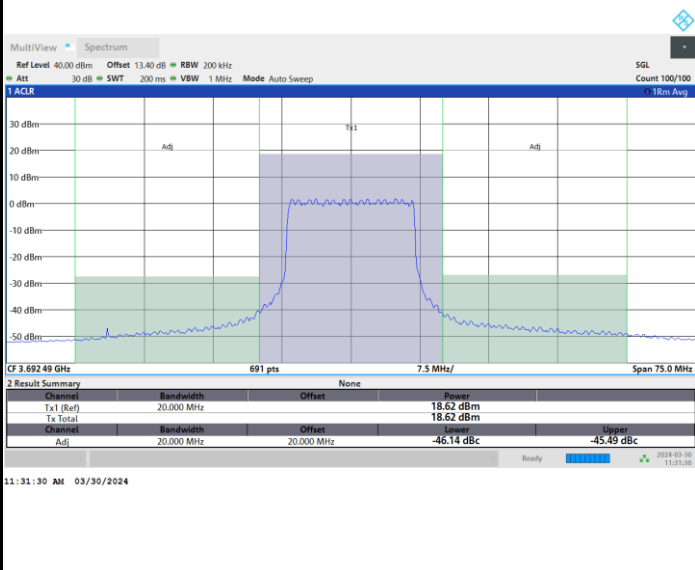 MultiView Spectrum
Ref Level 40.00 dBm Offset 13.40 dB RBW 200 kHz SGL
Att 30 dB SWT 200 ms VBW 1 MHz Mode Auto Sweep Count 100/100
1 ACLR 1Rm Avg
Tx1
Adj Adj
30 dBm
20 dBm
10 dBm
0 dBm
-10 dBm
-20 dBm
-30 dBm
-40 dBm
-50 dBm
CF 3.692 49 GHz 691 pts 7.5 MHz/ Span 75.0 MHz
2 Result Summary None
Channel Bandwidth Offset Power
Tx1 (Ref) 20.000 MHz 18.62 dBm
Tx Total 18.62 dBm
Channel Bandwidth Offset Lower Upper
Adj 20.000 MHz 20.000 MHz -46.14 dBc -45.49 dBc
Ready 2024-03-30
11:31:30
11:31:30 AM 03/30/2024